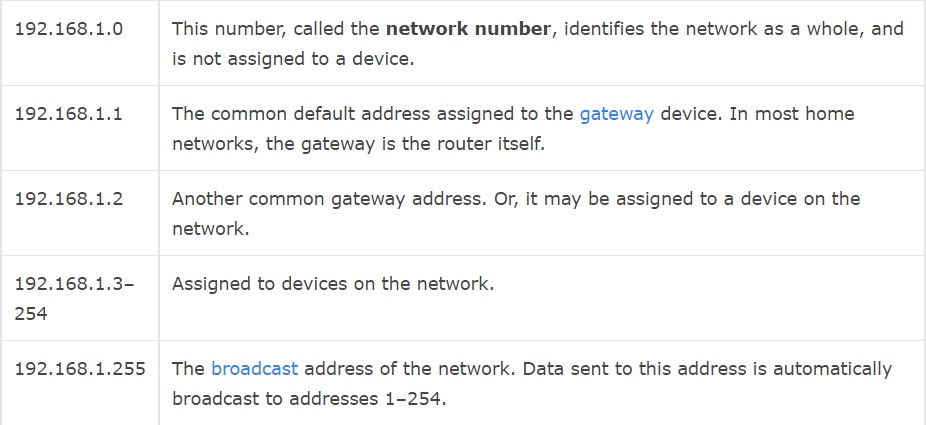 192.168.1.0
This number, called the network number, identifies the network as a whole, and
is not assigned to a device.
192.168.1.1
The common default address assigned to the gateway device. In most home
networks, the gateway is the router itself.
192.168.1.2
Another common gateway address. Or, it may be assigned to a device on the
network.
192.168.1.3–
254
Assigned to devices on the network.
192.168.1.255
The broadcast address of the network. Data sent to this address is automatically
broadcast to addresses 1–254.